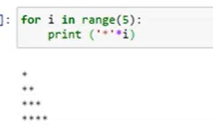 ]: for i in range(5):
print ('*'*i)
*
**
***
****